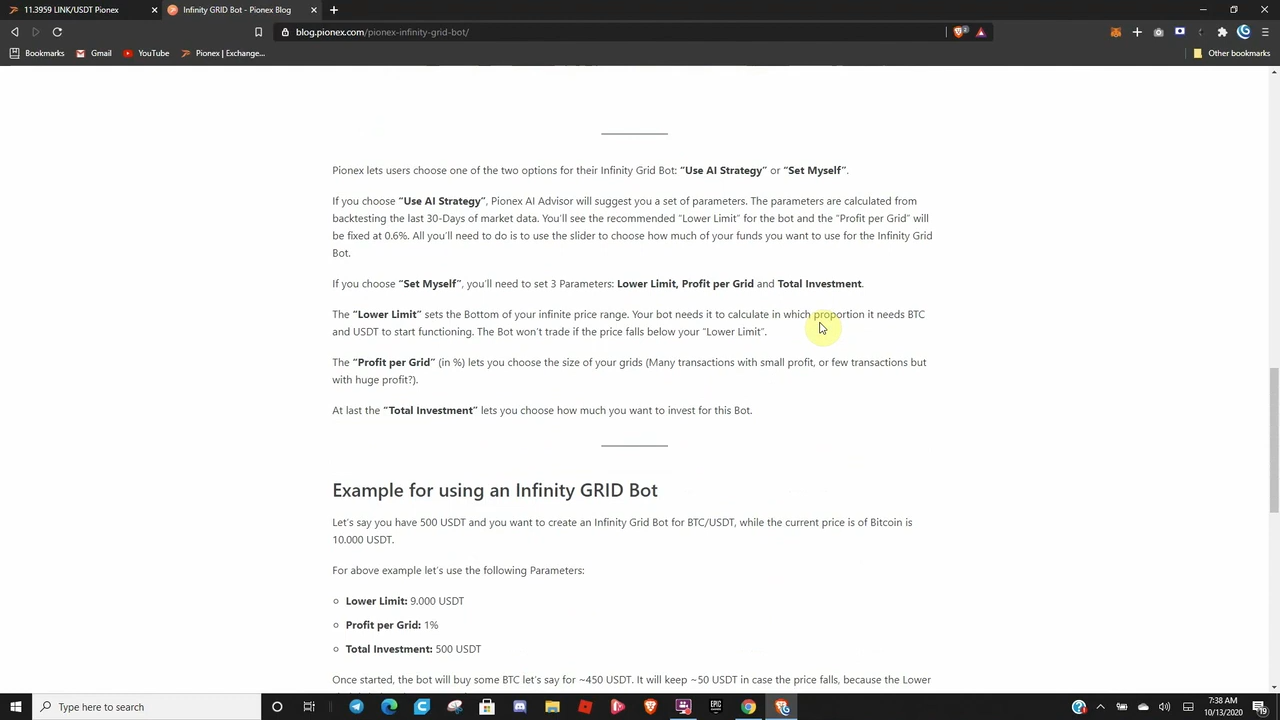 11.3959 LINK/USDT Pionex
Infinity GRID Bot - Pionex Blog
blog.pionex.com/pionex-infinity-grid-bot/
Bookmarks
Gmail
YouTube
Pionex | Exchange...
Other bookmarks
Pionex lets users choose one of the two options for their Infinity Grid Bot: “Use AI Strategy” or “Set Myself”.
If you choose “Use AI Strategy”, Pionex AI Advisor will suggest you a set of parameters. The parameters are calculated from
backtesting the last 30-Days of market data. You’ll see the recommended “Lower Limit” for the bot and the “Profit per Grid” will
be fixed at 0.6%. All you’ll need to do is to use the slider to choose how much of your funds you want to use for the Infinity Grid
Bot.
If you choose “Set Myself”, you’ll need to set 3 Parameters: Lower Limit, Profit per Grid and Total Investment.
The “Lower Limit” sets the Bottom of your infinite price range. Your bot needs it to calculate in which proportion it needs BTC
and USDT to start functioning. The Bot won’t trade if the price falls below your “Lower Limit”.
The “Profit per Grid” (in %) lets you choose the size of your grids (Many transactions with small profit, or few transactions but
with huge profit?).
At last the “Total Investment” lets you choose how much you want to invest for this Bot.
Example for using an Infinity GRID Bot
Let’s say you have 500 USDT and you want to create an Infinity Grid Bot for BTC/USDT, while the current price is of Bitcoin is
10.000 USDT.
For above example let’s use the following Parameters:
Lower Limit: 9.000 USDT
Profit per Grid: 1%
Total Investment: 500 USDT
Once started, the bot will buy some BTC let’s say for ~450 USDT. It will keep ~50 USDT in case the price falls, because the Lower
Type here to search
EPIC
7:38 AM
10/13/2020